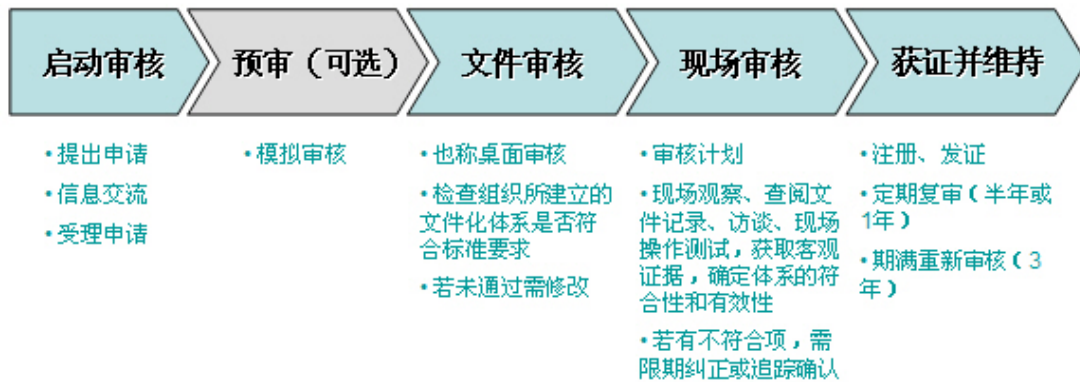 启动审核
预审（可选）
文件审核
现场审核
获证并维持
•提出申请
•信息交流
•受理申请
•模拟审核
•也称桌面审核
•检查组织所建立的
文件化体系是否符
合标准要求
•若未通过需修改
•审核计划
•现场观察、查阅文
件记录、访谈、现场
操作测试，获取客观
证据，确定体系的符
合性和有效性
•若有不符合项，需
限期纠正或追踪确认
•注册、发证
•定期复审（半年或
1年）
•期满重新审核（3
年）